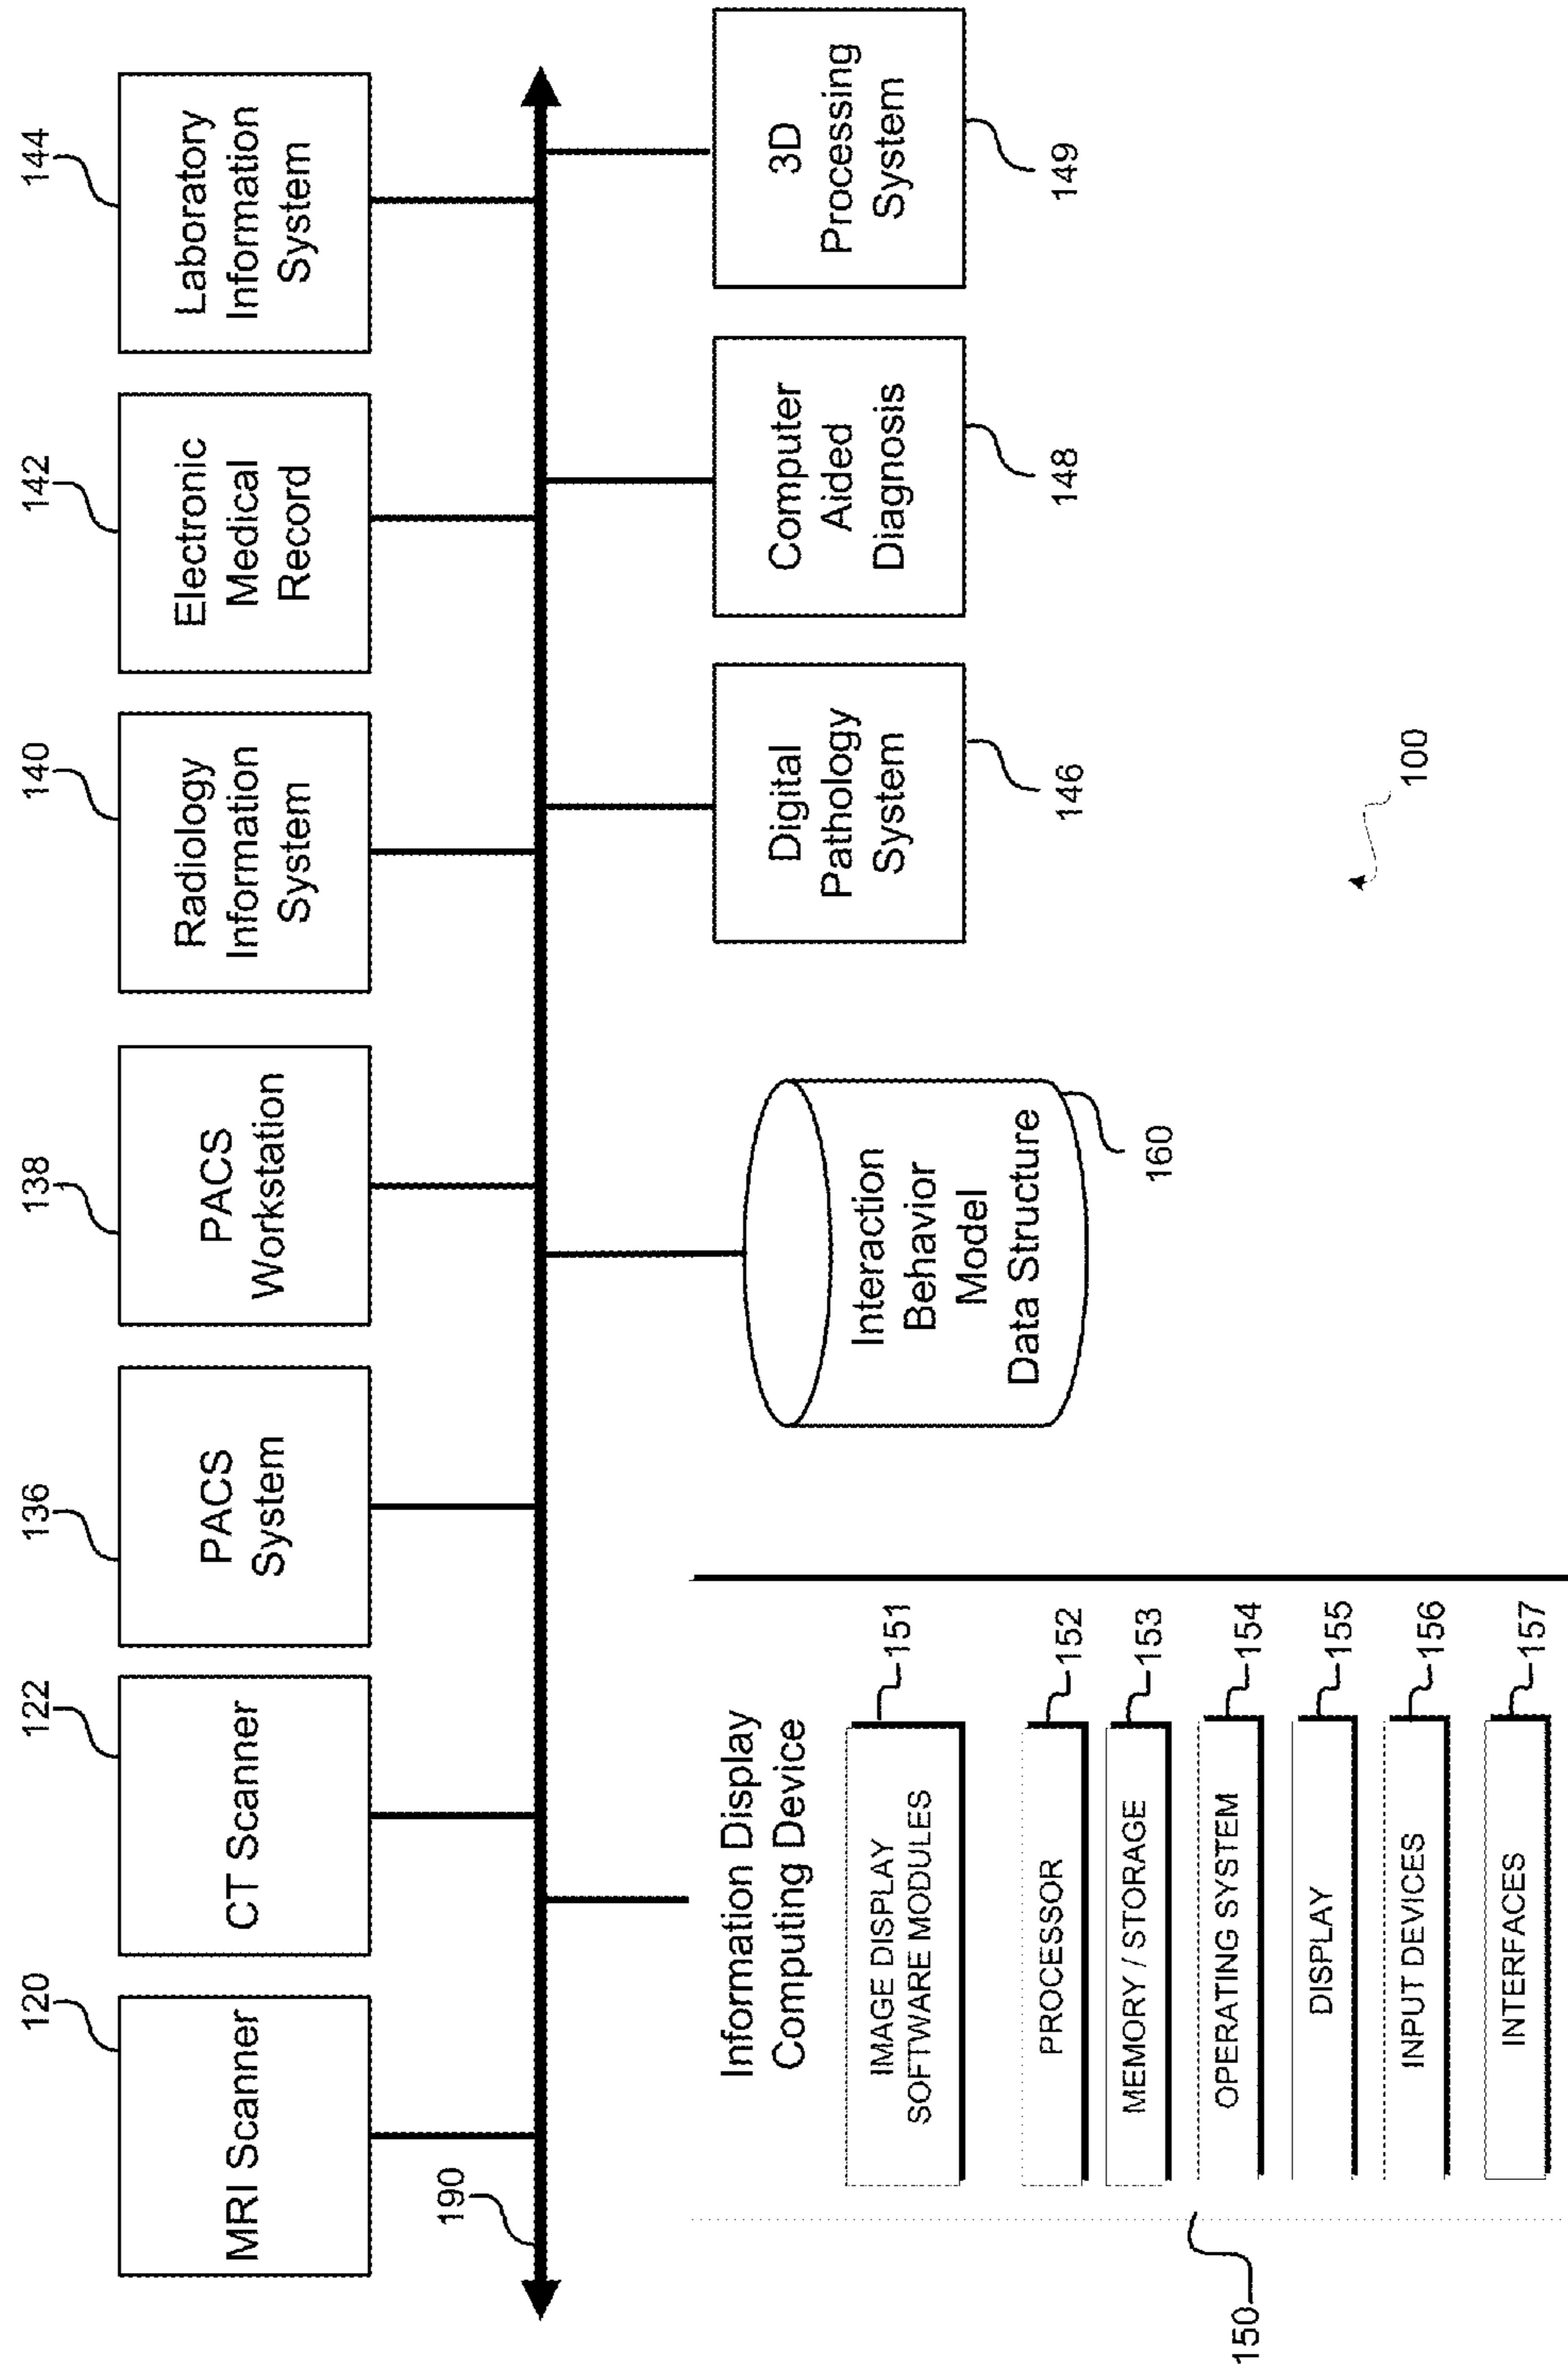 120
MRI Scanner
122
CT Scanner
136
PACS
System
138
PACS
Workstation
140
Radiology
Information
System
142
Electronic
Medical
Record
144
Laboratory
Information
System
190
Information Display
Computing Device
IMAGE DISPLAY
SOFTWARE MODULES
151
PROCESSOR
152
MEMORY / STORAGE
153
OPERATING SYSTEM
154
DISPLAY
155
INPUT DEVICES
156
INTERFACES
157
150
Interaction
Behavior
Model
Data Structure
160
Digital
Pathology
System
146
Computer
Aided
Diagnosis
148
3D
Processing
System
149
100